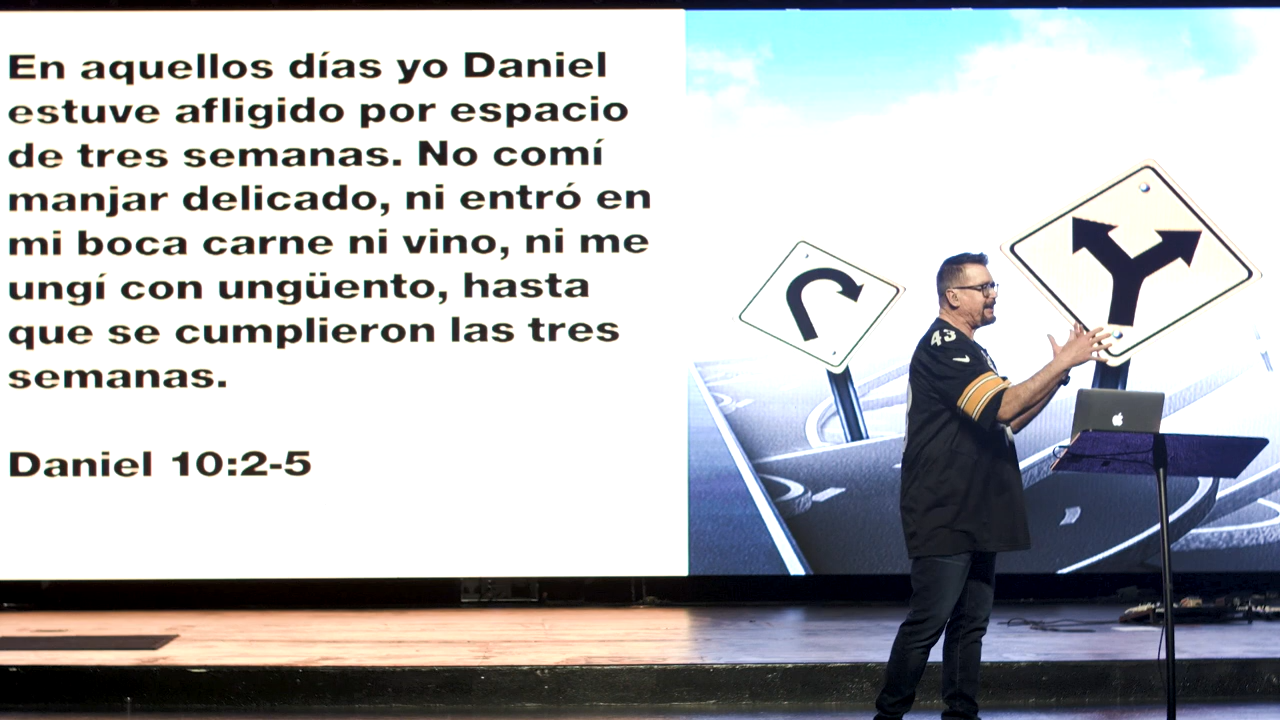 En aquellos días yo Daniel
estuve afligido por espacio
de tres semanas. No comí
manjar delicado, ni entró en
mi boca carne ni vino, ni me
ungí con ungüento, hasta
que se cumplieron las tres
semanas.
Daniel 10:2-5
43